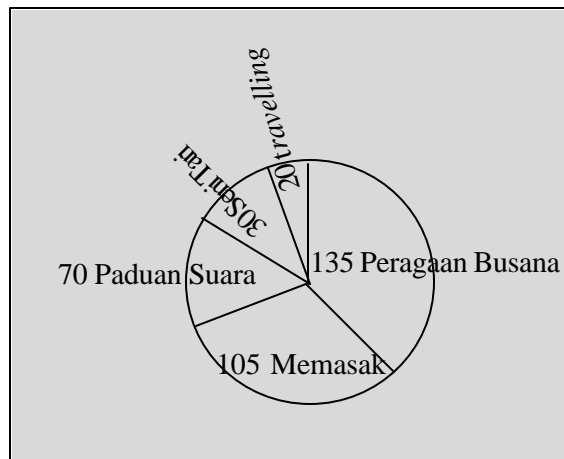 20 travelling
30 Seni Tari
70 Paduan Suara
135 Peragaan Busana
105 Memasak